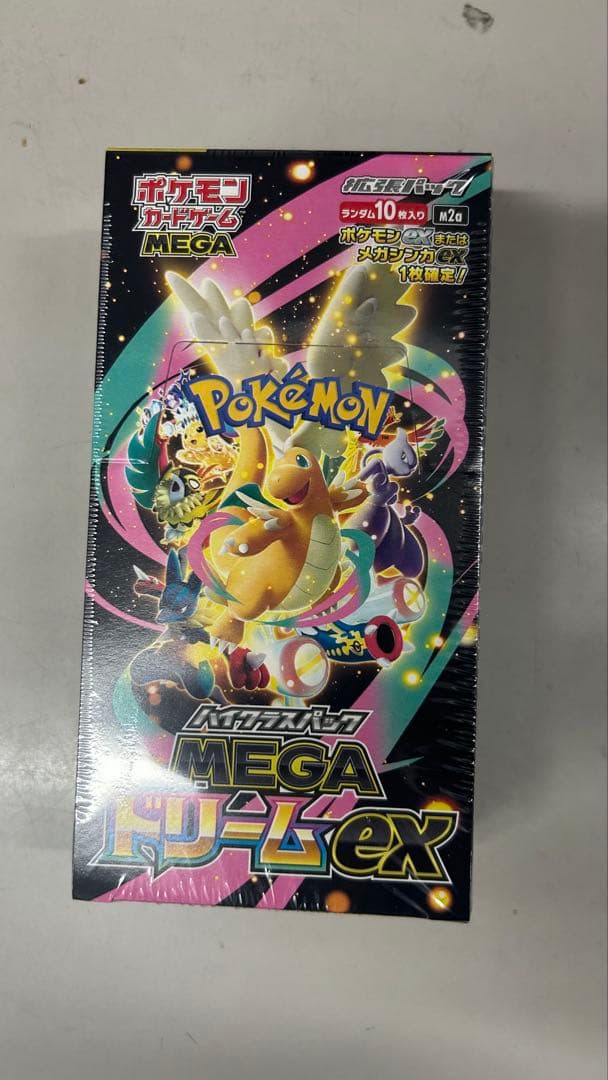 ポケモン
カードゲーム
MEGA
拡張パック
ランダム10枚入り M2a
ポケモンexまたは
メガシンカex
1枚確定!
POKéMON
TM
ハイクラスパック
MEGA
ドリームex